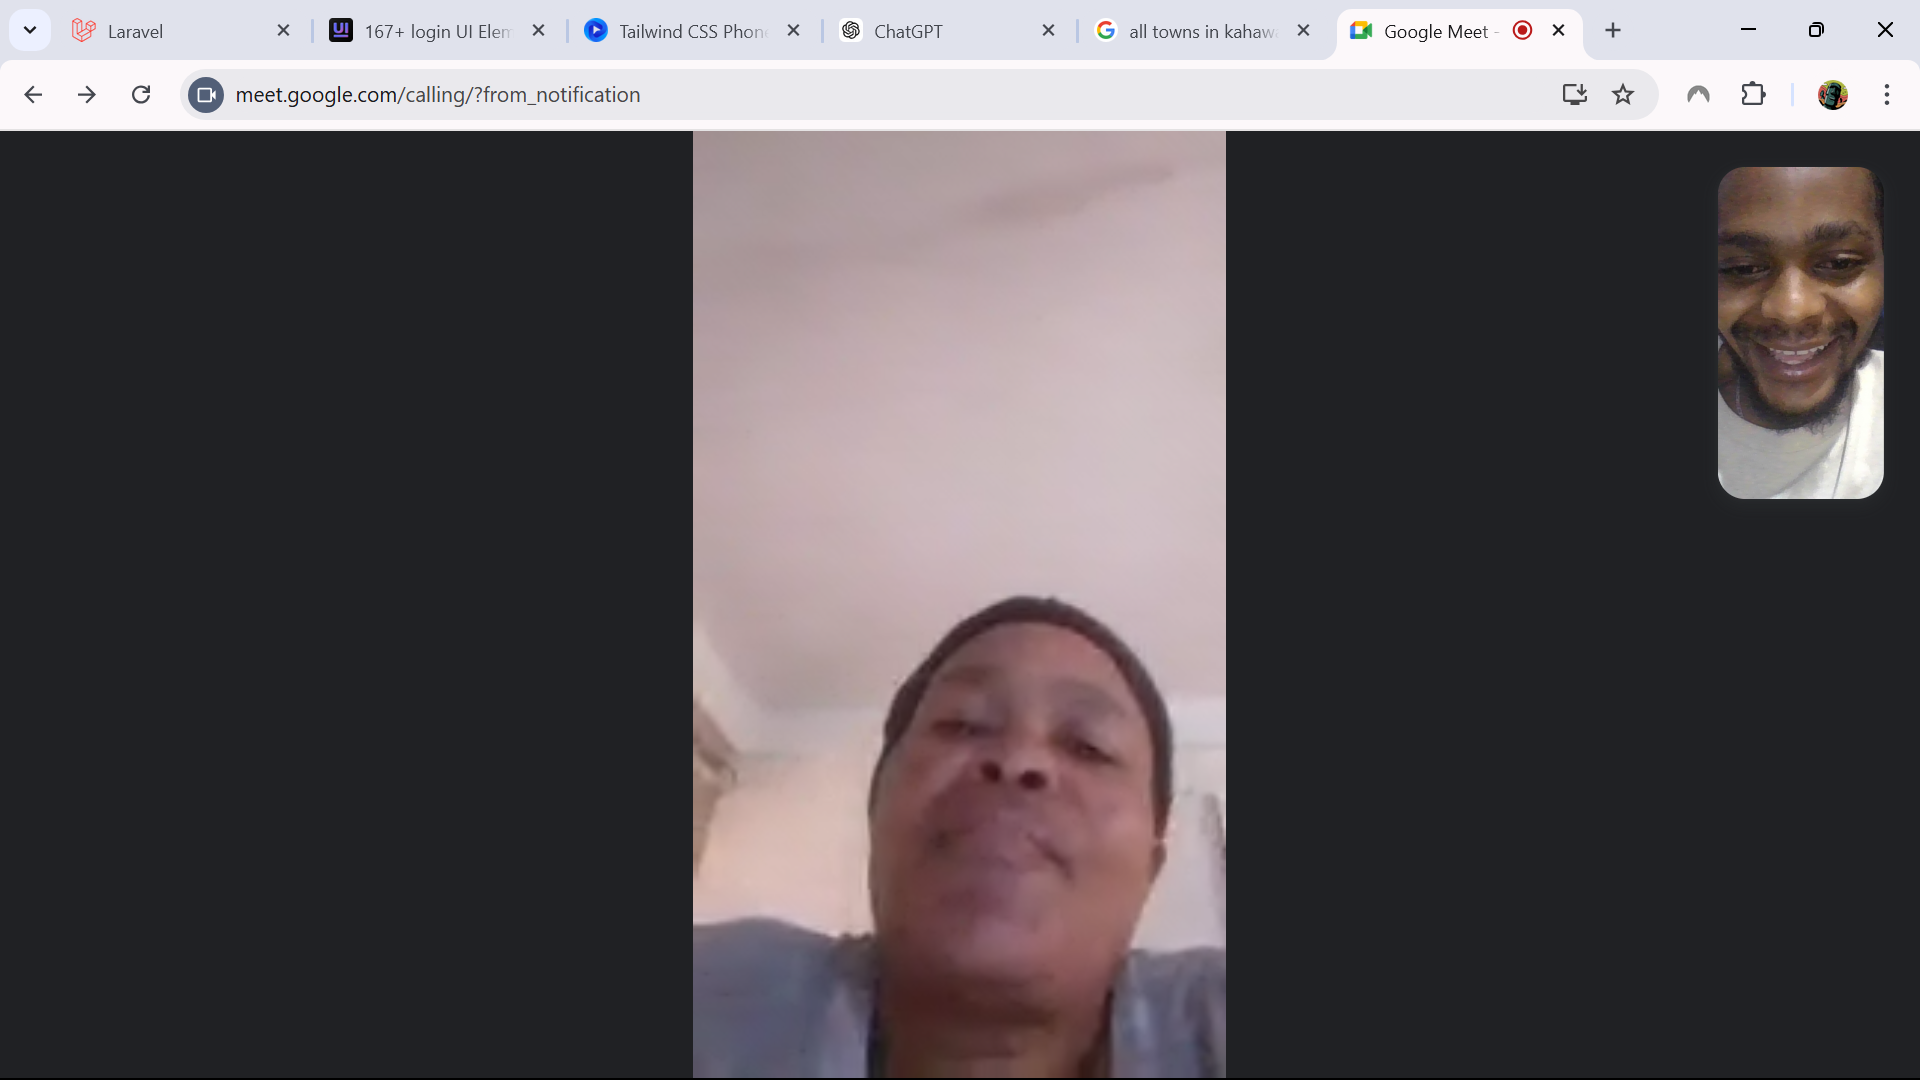 Laravel
167+ login UI Elem
Tailwind CSS Phon
ChatGPT
all towns in kahaw
Google Meet -
meet.google.com/calling/?from_notification